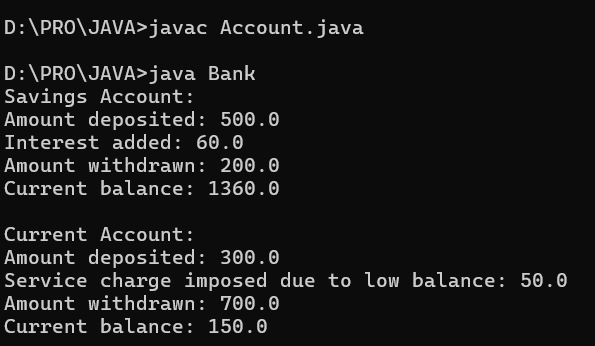 D:\PRO\JAVA>javac Account.java
D:\PRO\JAVA>java Bank
Savings Account:
Amount deposited: 500.0
Interest added: 60.0
Amount withdrawn: 200.0
Current balance: 1360.0
Current Account:
Amount deposited: 300.0
Service charge imposed due to low balance: 50.0
Amount withdrawn: 700.0
Current balance: 150.0